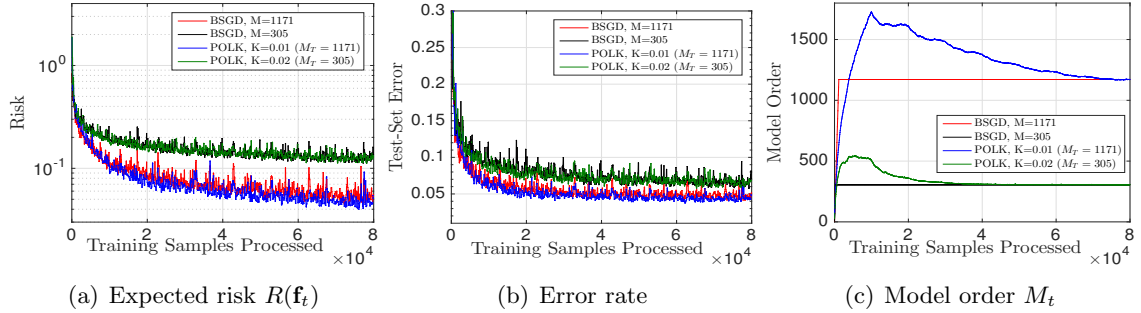 BSGD, M=1171
BSGD, M=305
POLK, K=0.01 (M_T = 1171)
POLK, K=0.02 (M_T = 305)
10^0
10^-1
Risk
0 2 4 6 8
Training Samples Processed
×10^4
(a) Expected risk R(f_t)
BSGD, M=1171
BSGD, M=305
POLK, K=0.01 (M_T = 1171)
POLK, K=0.02 (M_T = 305)
0.3
0.25
0.2
0.15
0.1
0.05
Test-Set Error
0 2 4 6 8
Training Samples Processed
×10^4
(b) Error rate
1500
1000
500
0
Model Order
BSGD, M=1171
BSGD, M=305
POLK, K=0.01 (M_T = 1171)
POLK, K=0.02 (M_T = 305)
0 2 4 6 8
Training Samples Processed
×10^4
(c) Model order M_t